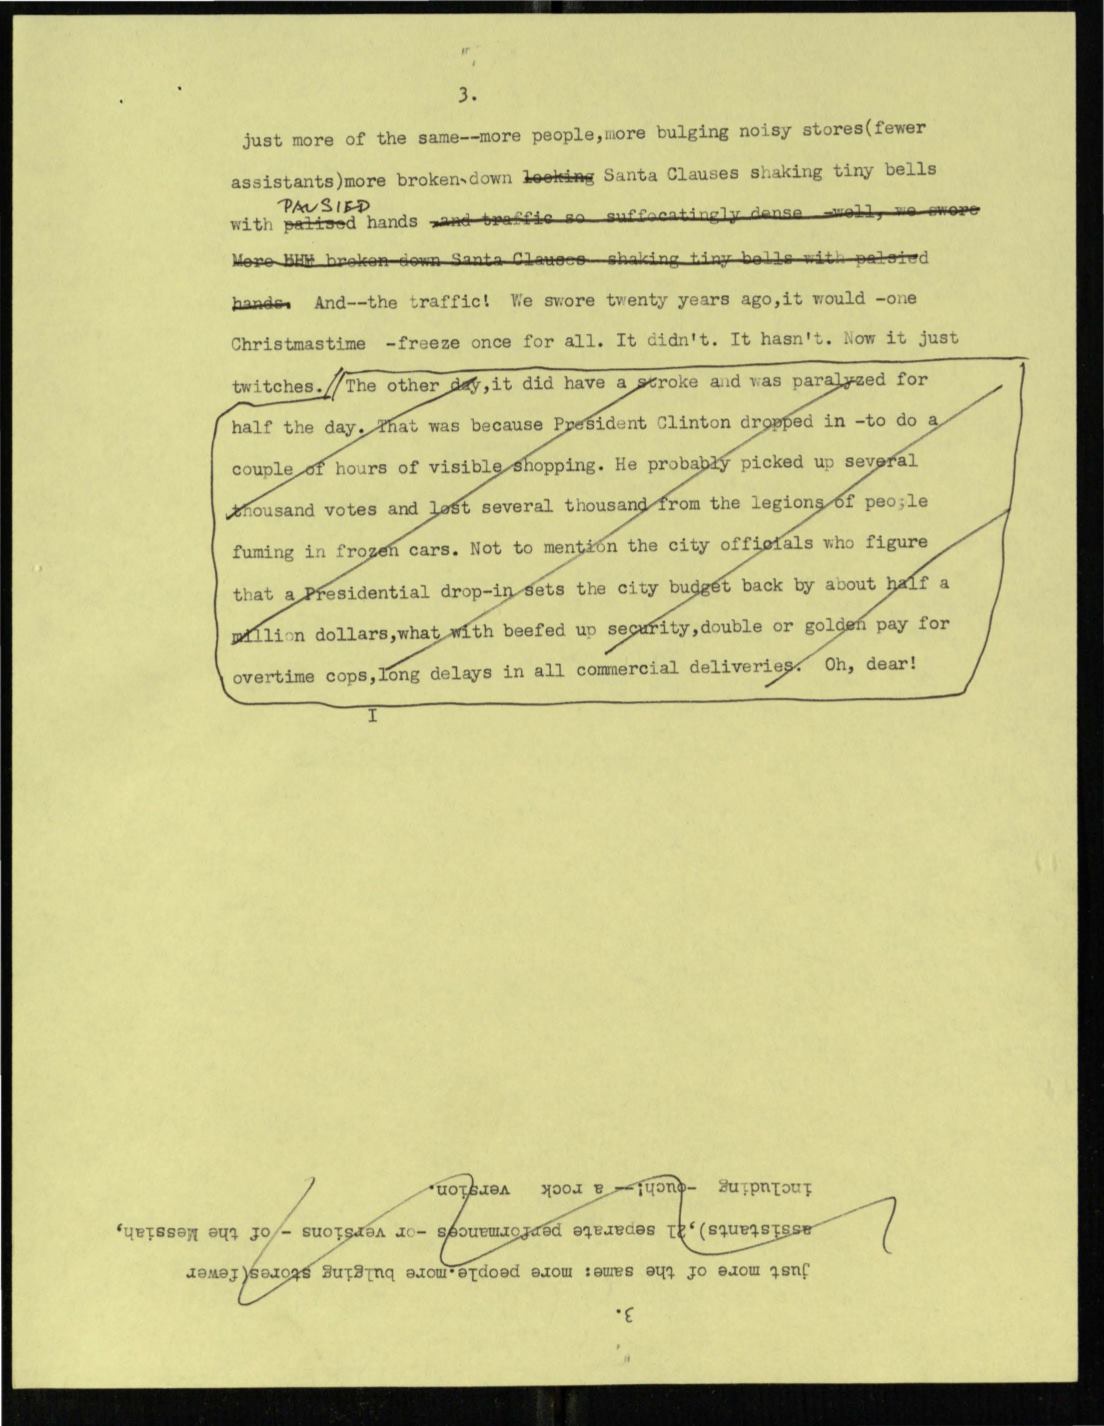 3.
just more of the same--more people,more bulging noisy stores(fewer
assistants)more broken-down looking Santa Clauses shaking tiny bells
PALSIED
with palised hands -and traffic so suffocatingly dense -well, we swore
More HHH broken down Santa Clauses shaking tiny bells with palsied
hands. And--the traffic! We swore twenty years ago,it would -one
Christmastime -freeze once for all. It didn't. It hasn't. Now it just
twitches.//The other day,it did have a stroke and was paralyzed for
half the day. That was because President Clinton dropped in -to do a
couple of hours of visible shopping. He probably picked up several
thousand votes and lost several thousand from the legions of people
fuming in frozen cars. Not to mention the city officials who figure
that a Presidential drop-in sets the city budget back by about half a
million dollars,what with beefed up security,double or golden pay for
overtime cops,long delays in all commercial deliveries. Oh, dear!
I
3.
just more of the same: more people.more bulging stores(fewer
assistants),21 separate performances -or versions - of the Messiah,
including -ouch!-- a rock version.